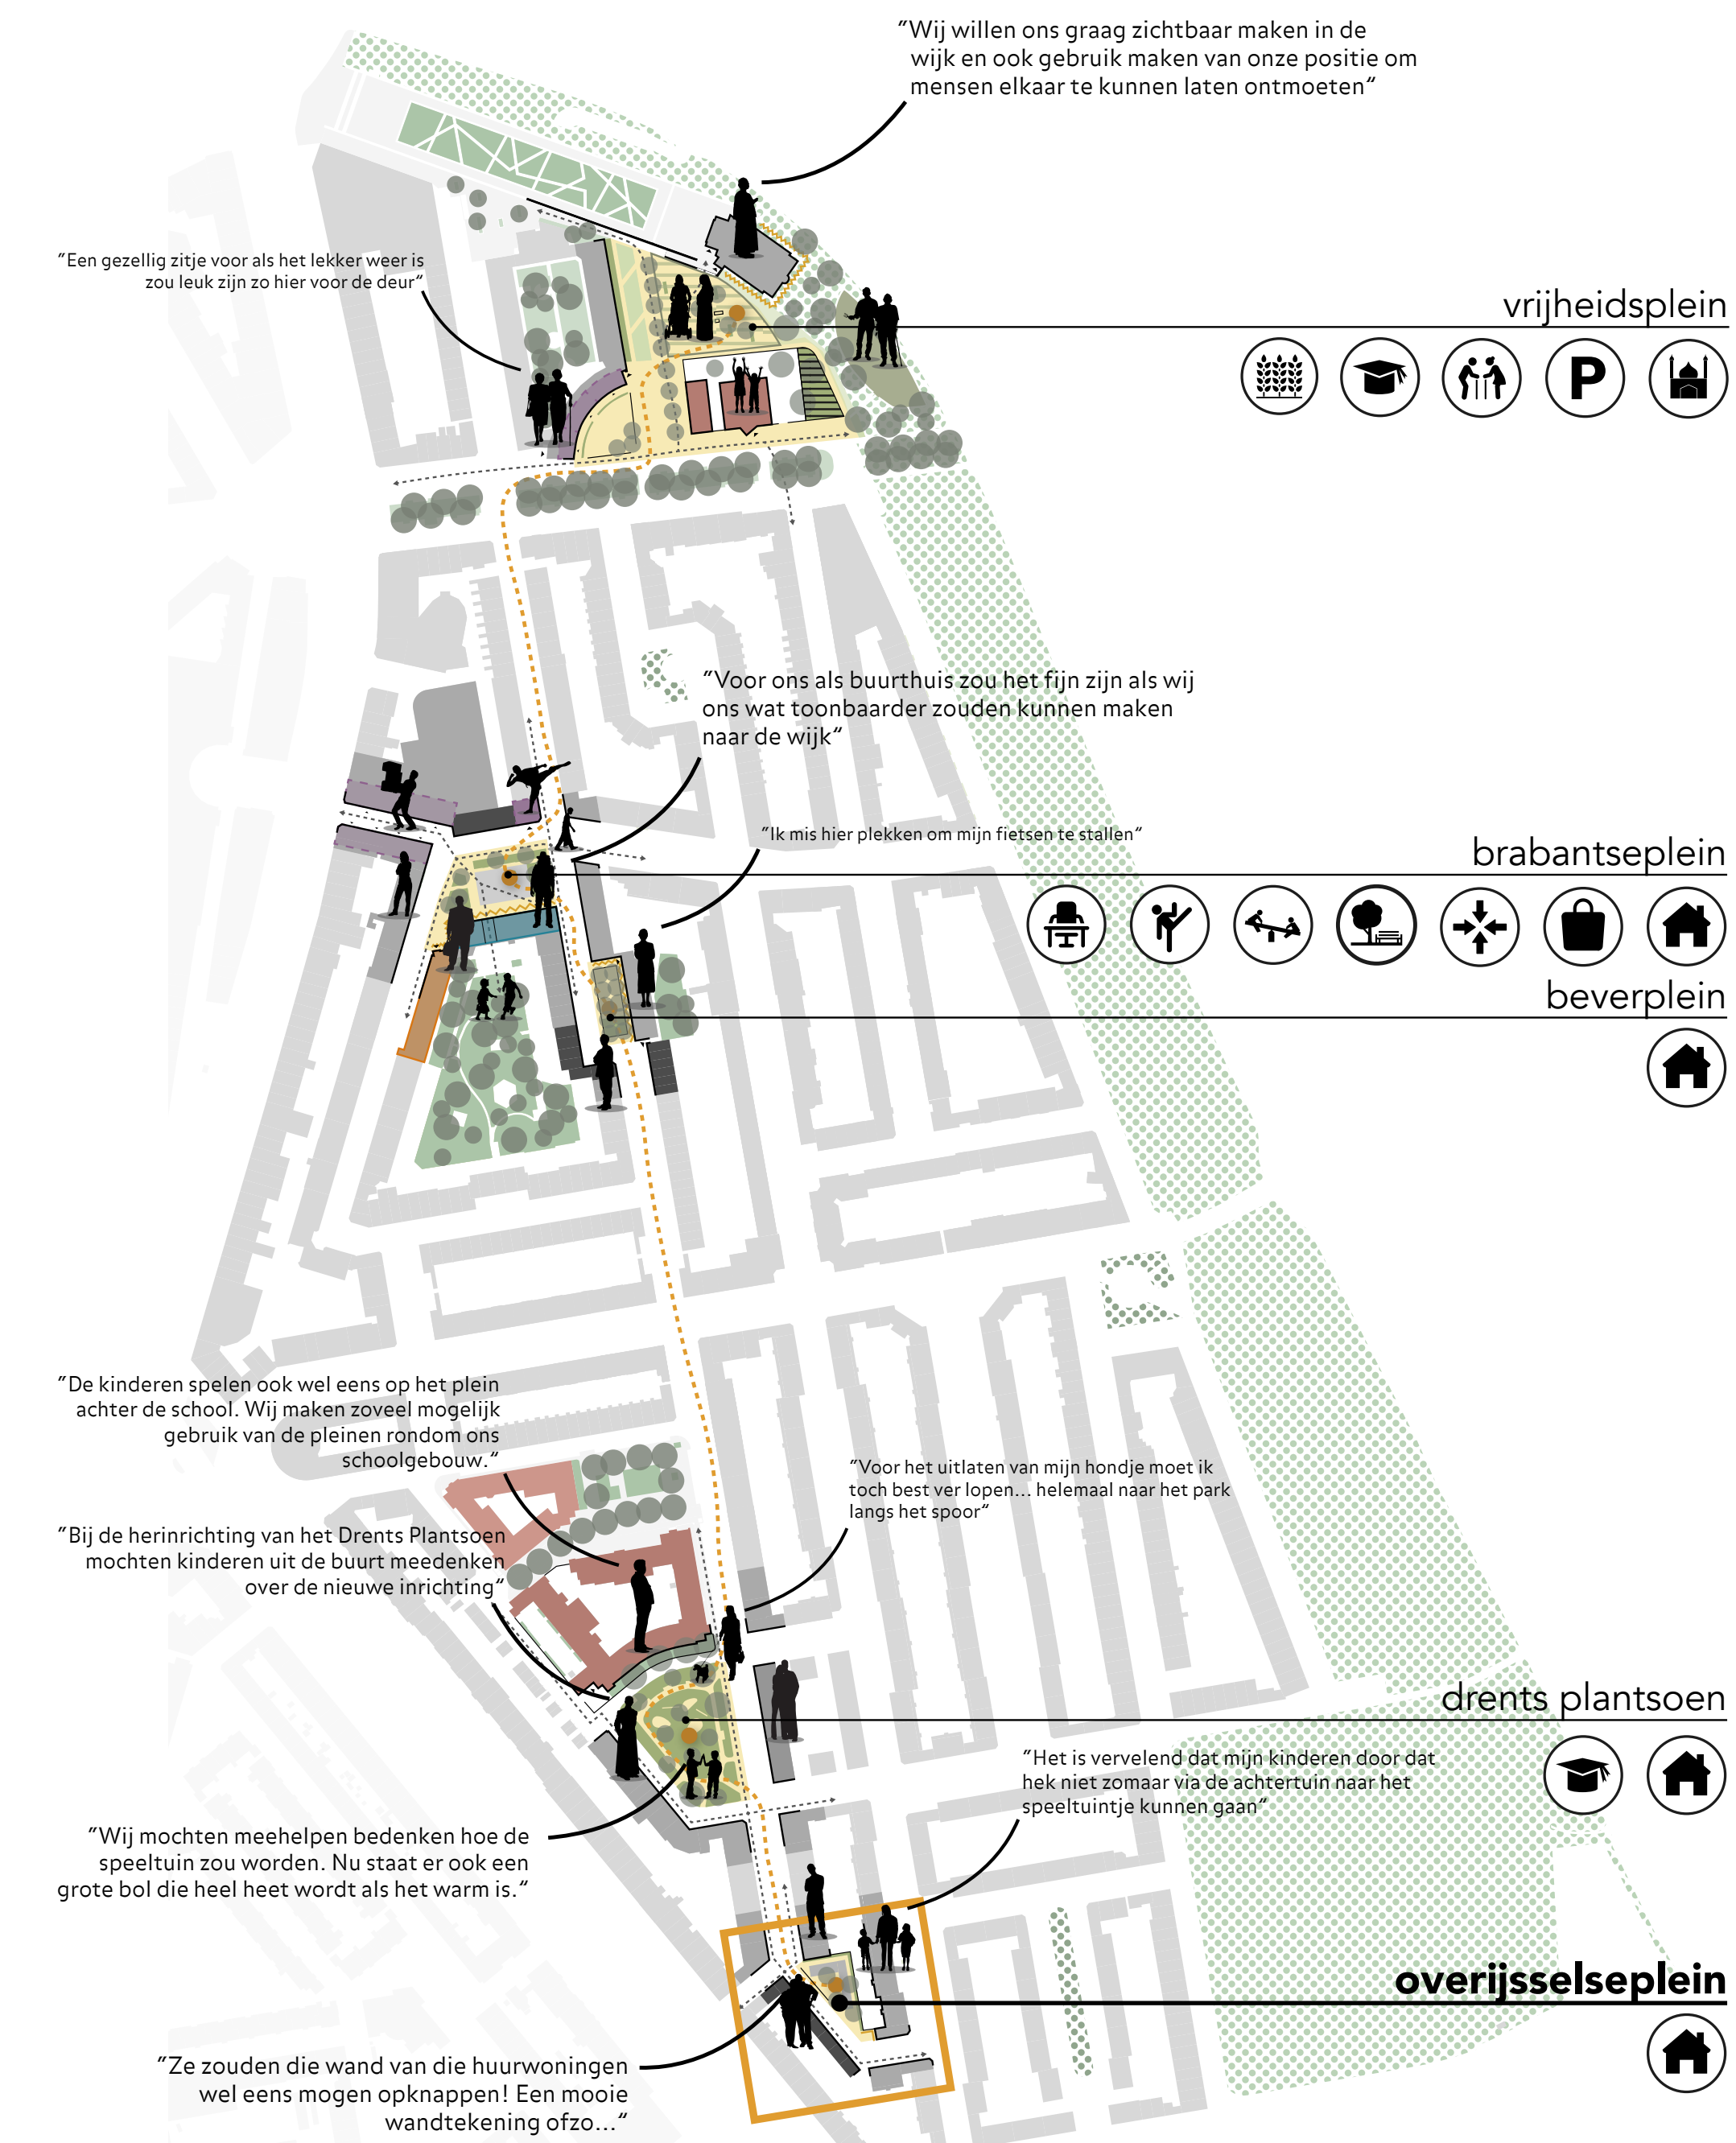 "Wij willen ons graag zichtbaar maken in de
wijk en ook gebruik maken van onze positie om
mensen elkaar te kunnen laten ontmoeten"
"Een gezellig zitje voor als het lekker weer is
zou leuk zijn zo hier voor de deur"
vrijheidsplein
P
"Voor ons als buurthuis zou het fijn zijn als wij
ons wat toonbaarder zouden kunnen maken
naar de wijk"
"Ik mis hier plekken om mijn fietsen te stallen"
brabantseplein
beverplein
"De kinderen spelen ook wel eens op het plein
achter de school. Wij maken zoveel mogelijk
gebruik van de pleinen rondom ons
schoolgebouw."
"Voor het uitlaten van mijn hondje moet ik
toch best ver lopen... helemaal naar het park
langs het spoor"
"Bij de herinrichting van het Drents Plantsoen
mochten kinderen uit de buurt meedenken
over de nieuwe inrichting"
drents plantsoen
"Het is vervelend dat mijn kinderen door dat
hek niet zomaar via de achtertuin naar het
speeltuintje kunnen gaan"
"Wij mochten meehelpen bedenken hoe de
speeltuin zou worden. Nu staat er ook een
grote bol die heel heet wordt als het warm is."
overijsselseplein
"Ze zouden die wand van die huurwoningen
wel eens mogen opknappen! Een mooie
wandtekening ofzo..."